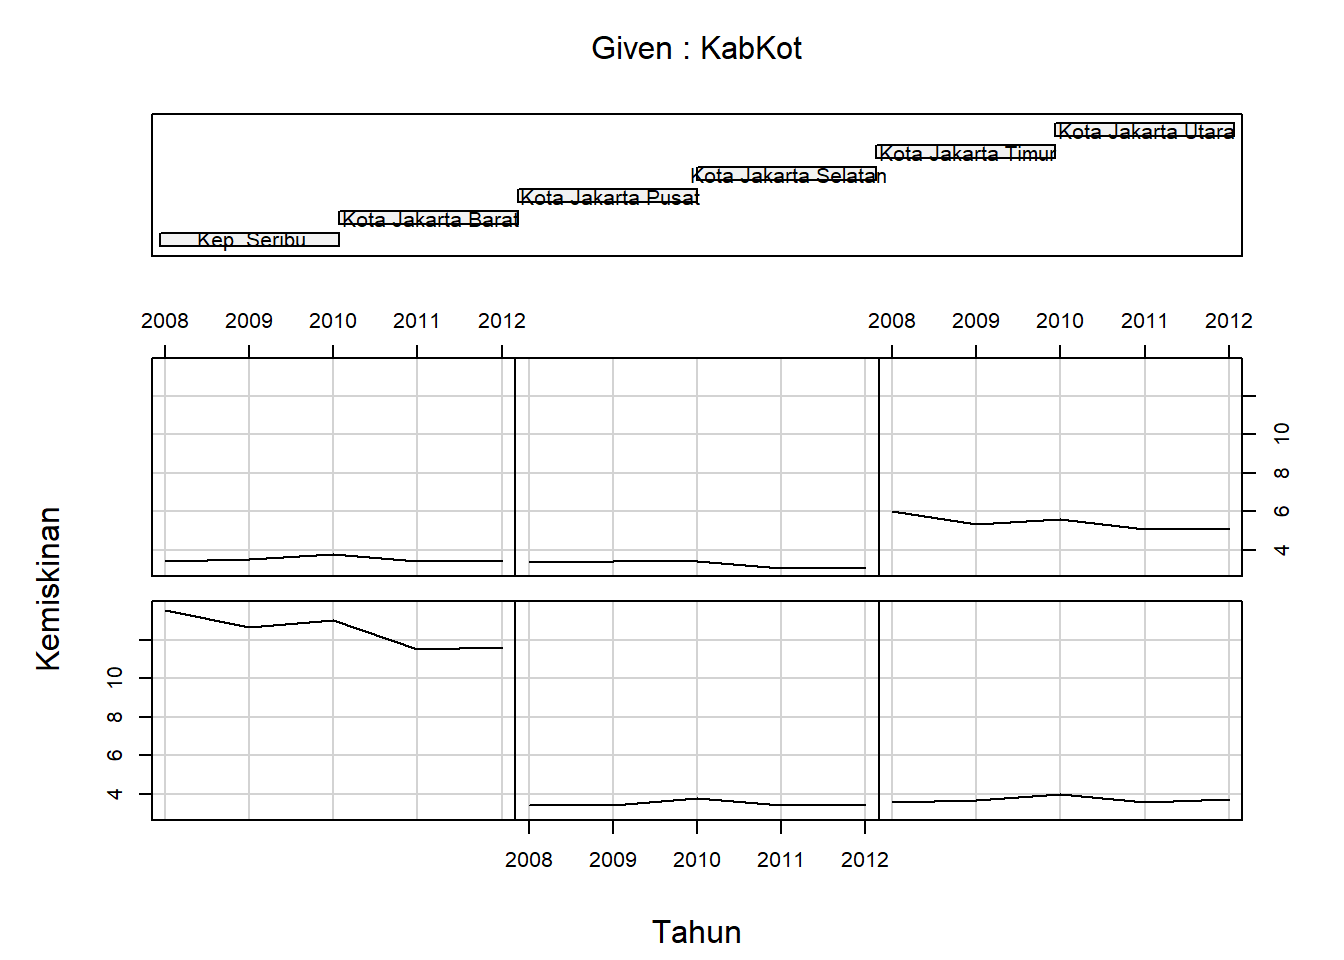 Given : KabKot
Kota Jakarta Utara
Kota Jakarta Timur
Kota Jakarta Selatan
Kota Jakarta Pusat
Kota Jakarta Barat
Kep. Seribu
2008 2009 2010 2011 2012 2008 2009 2010 2011 2012
10
8
6
4
Kemiskinan
10
8
6
4
2008 2009 2010 2011 2012
Tahun